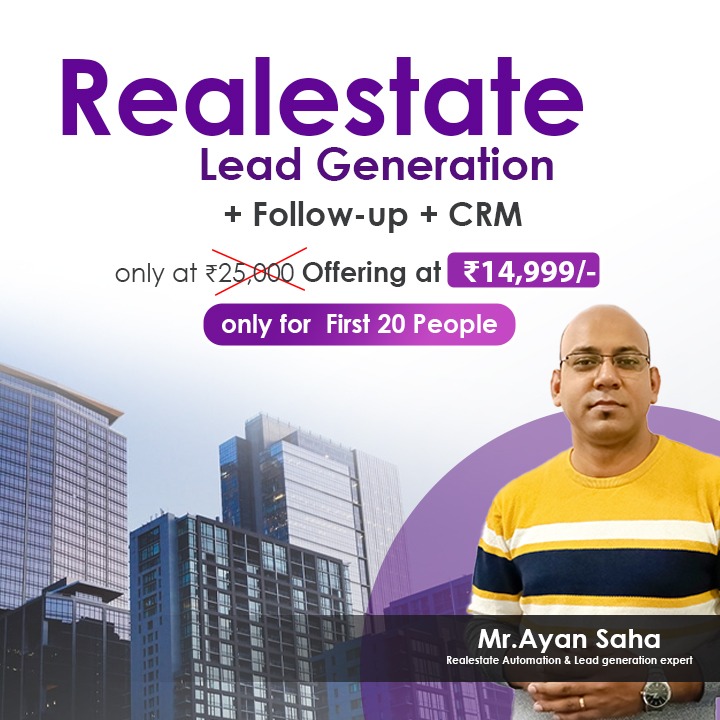 Realestate
Lead Generation
+ Follow-up + CRM
only at ₹25,000 Offering at ₹14,999/-
only for First 20 People
Mr.Ayan Saha
Realestate Automation & Lead generation expert